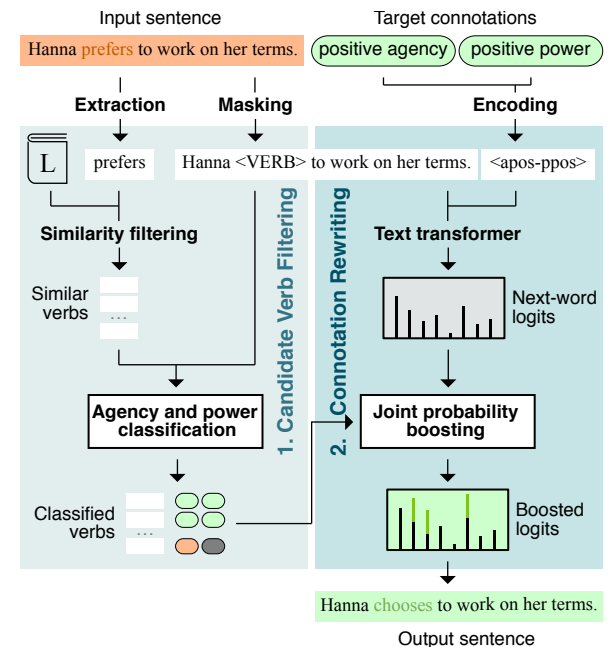 Input sentence
Target connotations
Hanna prefers to work on her terms.
positive agency
positive power
Extraction
Masking
Encoding
L
prefers
Hanna <VERB> to work on her terms.
<apos-ppos>
Similarity filtering
Text transformer
Similar
verbs
...
Next-word
logits
1. Candidate Verb Filtering
2. Connotation Rewriting
Agency and power
classification
Joint probability
boosting
Classified
verbs
...
Boosted
logits
Hanna chooses to work on her terms.
Output sentence